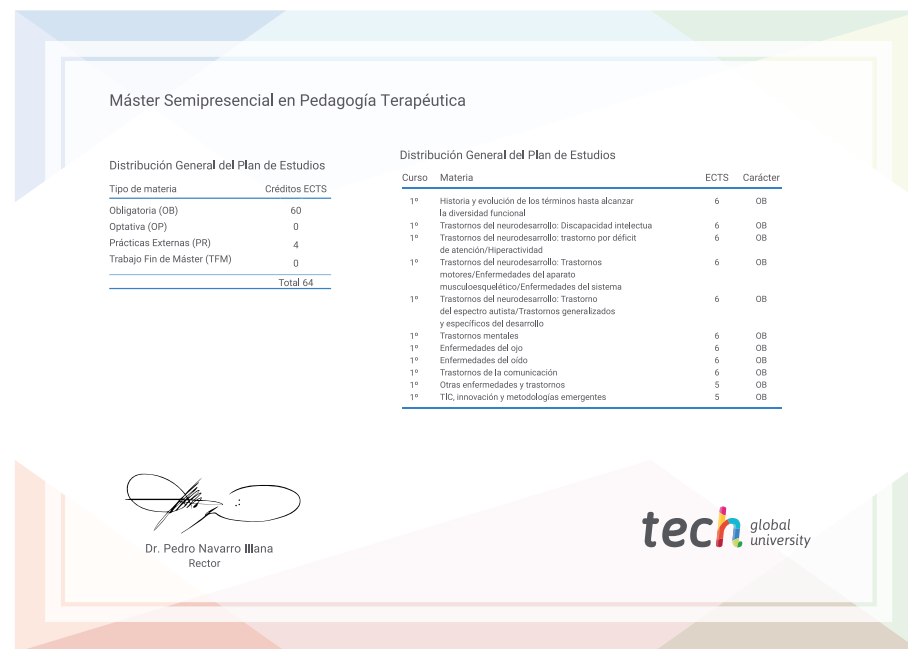 Máster Semipresencial en Pedagogía Terapéutica
Distribución General del Plan de Estudios
Tipo de materia Créditos ECTS
Obligatoria (OB) 60
Optativa (OP) 0
Prácticas Externas (PR) 4
Trabajo Fin de Máster (TFM) 0
Total 64
Distribución General del Plan de Estudios
Curso Materia ECTS Carácter
1º Historia y evolución de los términos hasta alcanzar 6 OB
la diversidad funcional
1º Trastornos del neurodesarrollo: Discapacidad intelectua 6 OB
1º Trastornos del neurodesarrollo: trastorno por déficit 6 OB
de atención/Hiperactividad
1º Trastornos del neurodesarrollo: Trastornos 6 OB
motores/Enfermedades del aparato
musculoesquelético/Enfermedades del sistema
1º Trastornos del neurodesarrollo: Trastorno 6 OB
del espectro autista/Trastornos generalizados
y específicos del desarrollo
1º Trastornos mentales 6 OB
1º Enfermedades del ojo 6 OB
1º Enfermedades del oído 6 OB
1º Trastornos de la comunicación 6 OB
1º Otras enfermedades y trastornos 5 OB
1º TIC, innovación y metodologías emergentes 5 OB
Dr. Pedro Navarro Illana
Rector
tech global
university